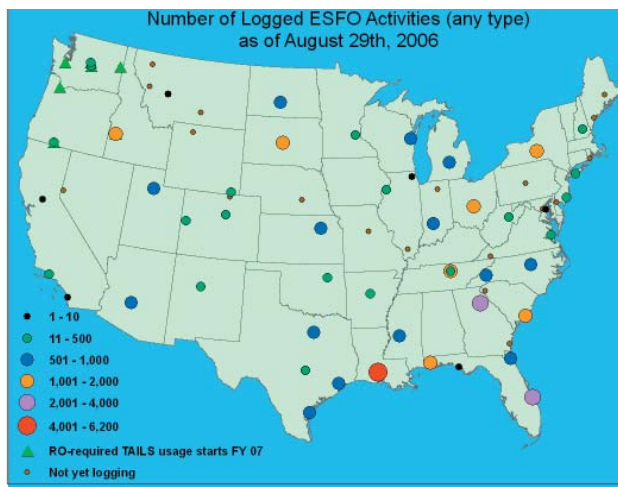 Number of Logged ESFO Activities (any type)
as of August 29th, 2006
1 - 10
11 - 500
501 - 1,000
1,001 - 2,000
2,001 - 4,000
4,001 - 6,200
RO-required TAILS usage starts FY 07
Not yet logging